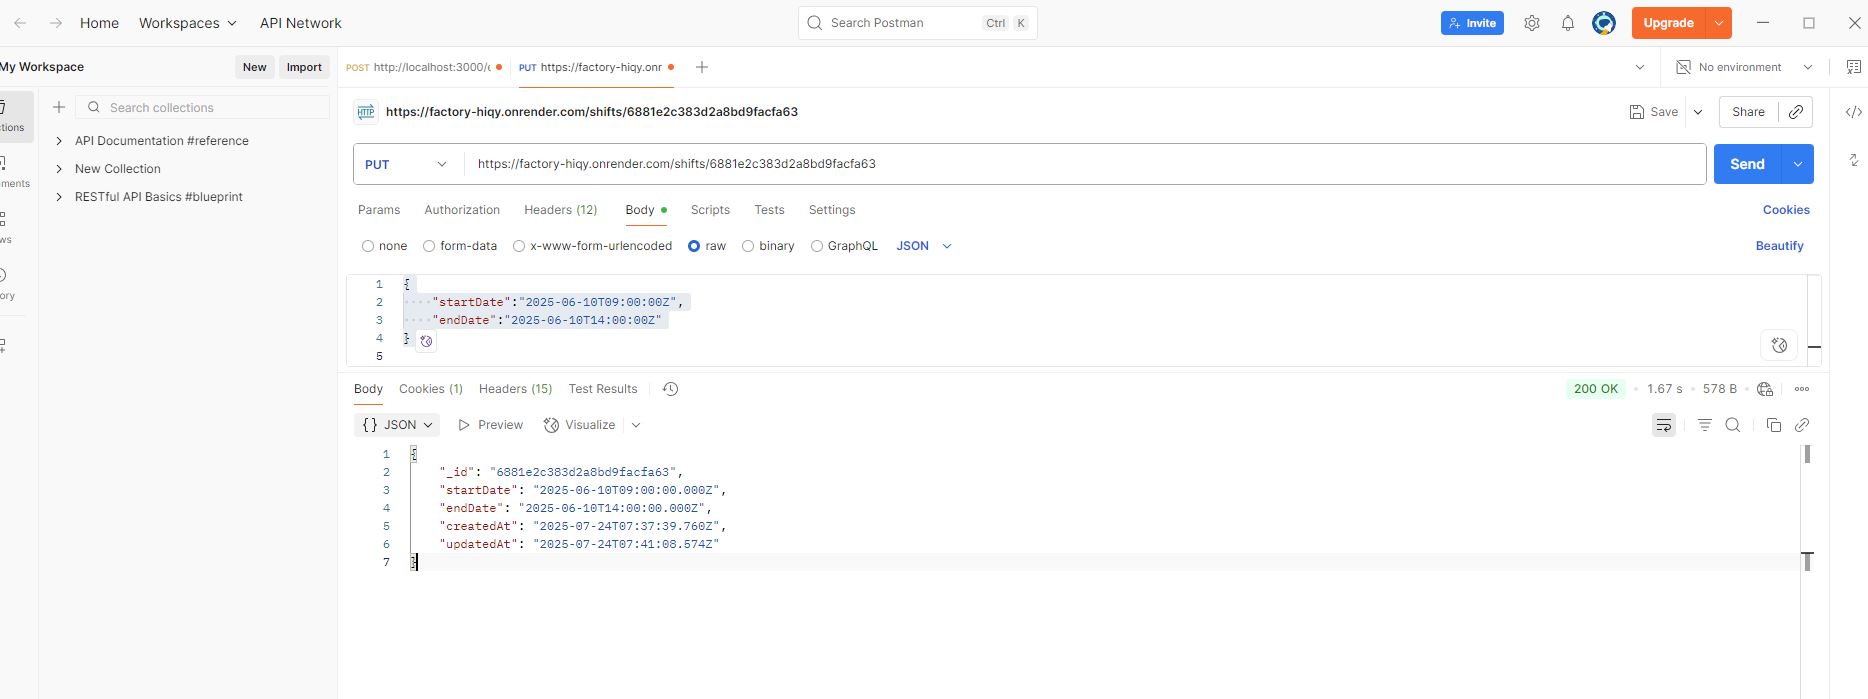 Home Workspaces API Network Search Postman Ctrl K Invite Upgrade
My Workspace New Import POST http://localhost:3000/ PUT https://factory-hiqy.onr No environment
Search collections
API Documentation #reference
New Collection
RESTful API Basics #blueprint
https://factory-hiqy.onrender.com/shifts/6881e2c383d2a8bd9facfa63 Save Share
PUT https://factory-hiqy.onrender.com/shifts/6881e2c383d2a8bd9facfa63 Send
Params Authorization Headers (12) Body Scripts Tests Settings Cookies
none form-data x-www-form-urlencoded raw binary GraphQL JSON Beautify
1 {
2 "startDate":"2025-06-10T09:00:00Z",
3 "endDate":"2025-06-10T14:00:00Z"
4 }
5
Body Cookies (1) Headers (15) Test Results 200 OK • 1.67 s • 578 B
{} JSON Preview Visualize
1 {
2 "_id": "6881e2c383d2a8bd9facfa63",
3 "startDate": "2025-06-10T09:00:00.000Z",
4 "endDate": "2025-06-10T14:00:00.000Z",
5 "createdAt": "2025-07-24T07:37:39.760Z",
6 "updatedAt": "2025-07-24T07:41:08.574Z"
7 }